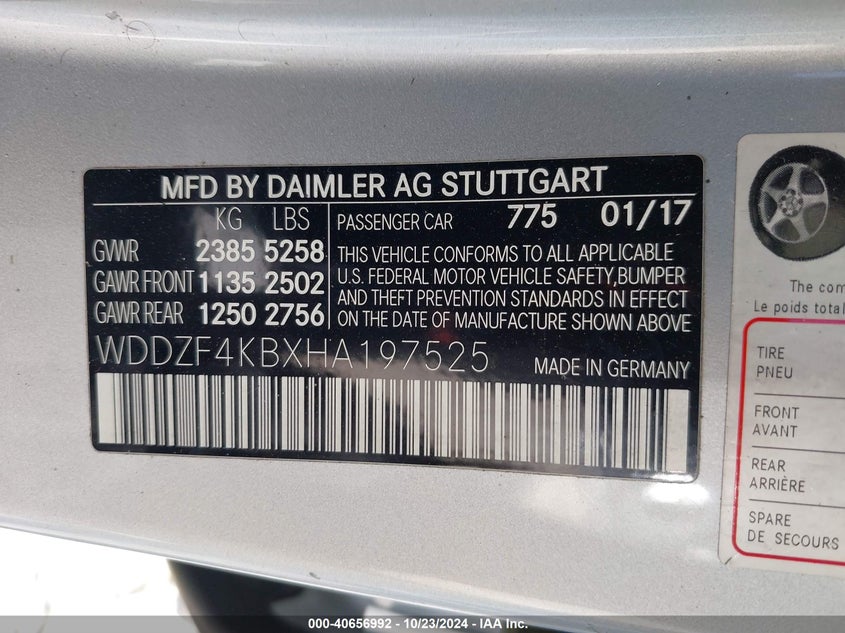 MFD BY DAIMLER AG STUTTGART
KG LBS
GVWR 2385 5258
GAWR FRONT 1135 2502
GAWR REAR 1250 2756
PASSENGER CAR 775 01/17
THIS VEHICLE CONFORMS TO ALL APPLICABLE
U.S. FEDERAL MOTOR VEHICLE SAFETY,BUMPER
AND THEFT PREVENTION STANDARDS IN EFFECT
ON THE DATE OF MANUFACTURE SHOWN ABOVE
WDDZF4KBXHA197525
MADE IN GERMANY
The com
Le poids total
TIRE
PNEU
FRONT
AVANT
REAR
ARRIÈRE
SPARE
DE SECOURS
000-40656992 - 10/23/2024 - IAA Inc.